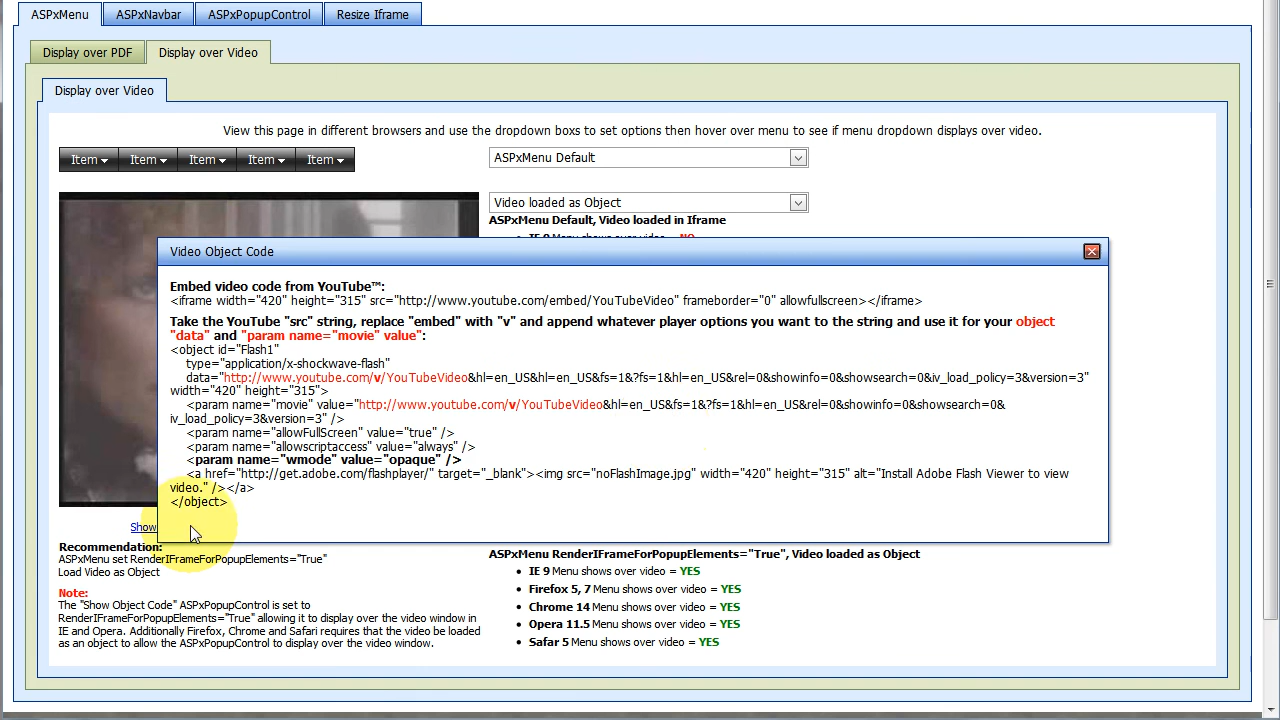 ASPxMenu ASPxNavbar ASPxPopupControl Resize Iframe
Display over PDF Display over Video
Display over Video
View this page in different browsers and use the dropdown boxs to set options then hover over menu to see if menu dropdown displays over video.
Item Item Item Item Item
ASPxMenu Default
Video loaded as Object
ASPxMenu Default, Video loaded in Iframe
Video Object Code
Embed video code from YouTube™:
<iframe width="420" height="315" src="http://www.youtube.com/embed/YouTubeVideo" frameborder="0" allowfullscreen></iframe>
Take the YouTube "src" string, replace "embed" with "v" and append whatever player options you want to the string and use it for your object
"data" and "param name="movie" value":
<object id="Flash1"
type="application/x-shockwave-flash"
data="http://www.youtube.com/v/YouTubeVideo&hl=en_US&hl=en_US&fs=1&?fs=1&hl=en_US&rel=0&showinfo=0&showsearch=0&iv_load_policy=3&version=3"
width="420" height="315">
<param name="movie" value="http://www.youtube.com/v/YouTubeVideo&hl=en_US&fs=1&?fs=1&hl=en_US&rel=0&showinfo=0&showsearch=0&
iv_load_policy=3&version=3" />
<param name="allowFullScreen" value="true" />
<param name="allowscriptaccess" value="always" />
<param name="wmode" value="opaque" />
<a href="http://get.adobe.com/flashplayer/" target="_blank"><img src="noFlashImage.jpg" width="420" height="315" alt="Install Adobe Flash Viewer to view
video." /></a>
</object>
Show
Recommendation:
ASPxMenu set RenderIFrameForPopupElements="True"
Load Video as Object
Note:
The "Show Object Code" ASPxPopupControl is set to
RenderIFrameForPopupElements="True" allowing it to display over the video window in
IE and Opera. Additionally Firefox, Chrome and Safari requires that the video be loaded
as an object to allow the ASPxPopupControl to display over the video window.
ASPxMenu RenderIFrameForPopupElements="True", Video loaded as Object
• IE 9 Menu shows over video = YES
• Firefox 5, 7 Menu shows over video = YES
• Chrome 14 Menu shows over video = YES
• Opera 11.5 Menu shows over video = YES
• Safar 5 Menu shows over video = YES